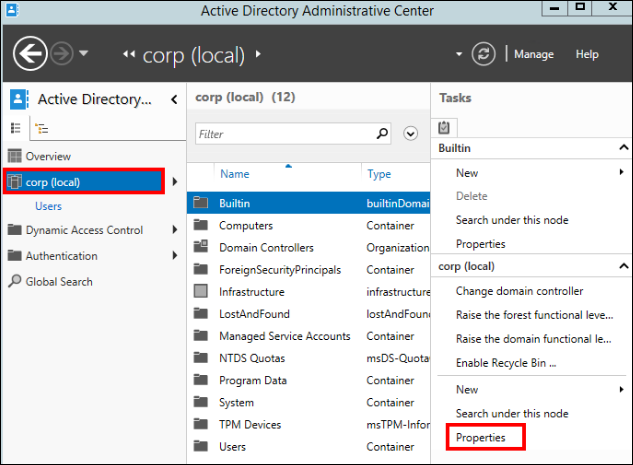 Active Directory Administrative Center
corp (local)
Manage
Help
Active Directory...
Overview
corp (local)
Users
Dynamic Access Control
Authentication
Global Search
corp (local) (12)
Filter
Name Type
Builtin builtinDomai
Computers Container
Domain Controllers Organization
ForeignSecurityPrincipals Container
Infrastructure infrastructure
LostAndFound lostAndFound
Managed Service Accounts Container
NTDS Quotas msDS-Quota
Program Data Container
System Container
TPM Devices msTPM-Infor
Users Container
Tasks
Builtin
New
Delete
Search under this node
Properties
corp (local)
Change domain controller
Raise the forest functional leve...
Raise the domain functional le...
Enable Recycle Bin ...
New
Search under this node
Properties